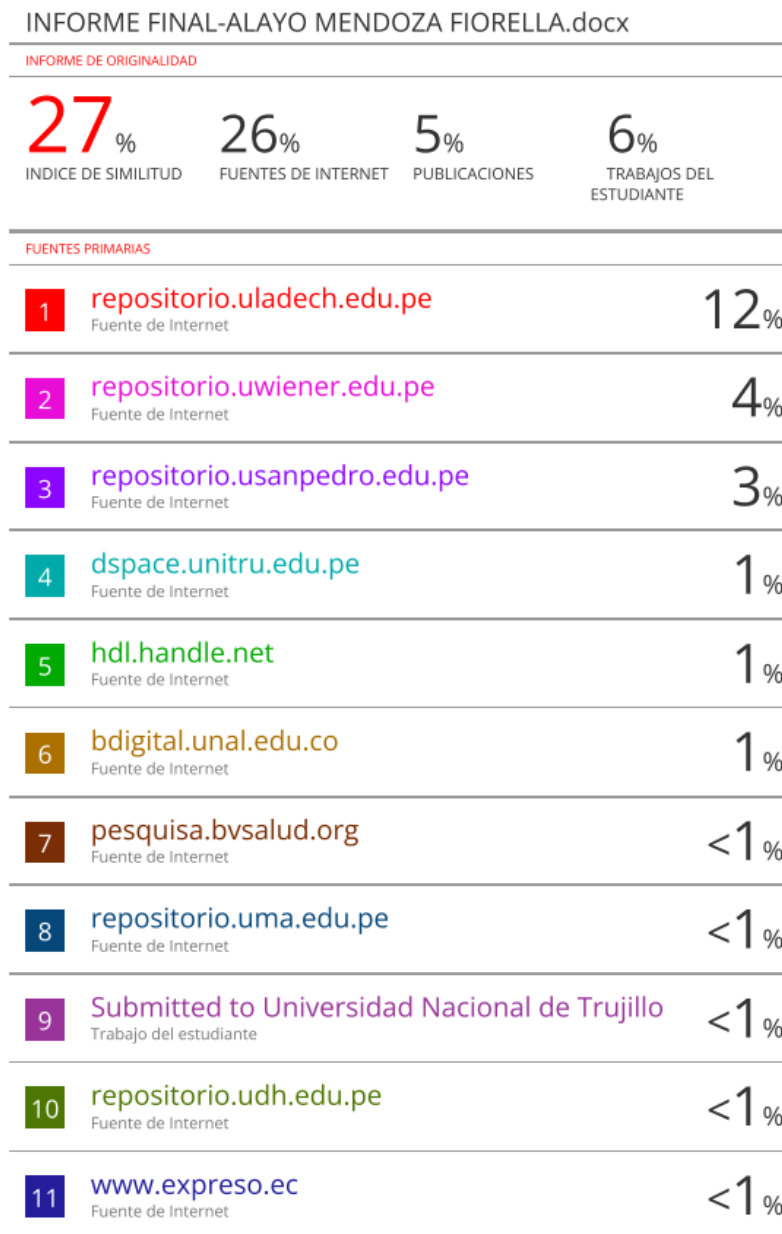 INFORME FINAL-ALAYO MENDOZA FIORELLA.docx
INFORME DE ORIGINALIDAD
27% 26% 5% 6%
INDICE DE SIMILITUD FUENTES DE INTERNET PUBLICACIONES TRABAJOS DEL
ESTUDIANTE
FUENTES PRIMARIAS
1 repositorio.uladech.edu.pe 12%
Fuente de Internet
2 repositorio.uwiener.edu.pe 4%
Fuente de Internet
3 repositorio.usanpedro.edu.pe 3%
Fuente de Internet
4 dspace.unitru.edu.pe 1%
Fuente de Internet
5 hdl.handle.net 1%
Fuente de Internet
6 bdigital.unal.edu.co 1%
Fuente de Internet
7 pesquisa.bvsalud.org <1%
Fuente de Internet
8 repositorio.uma.edu.pe <1%
Fuente de Internet
9 Submitted to Universidad Nacional de Trujillo <1%
Trabajo del estudiante
10 repositorio.udh.edu.pe <1%
Fuente de Internet
11 www.expreso.ec <1%
Fuente de Internet